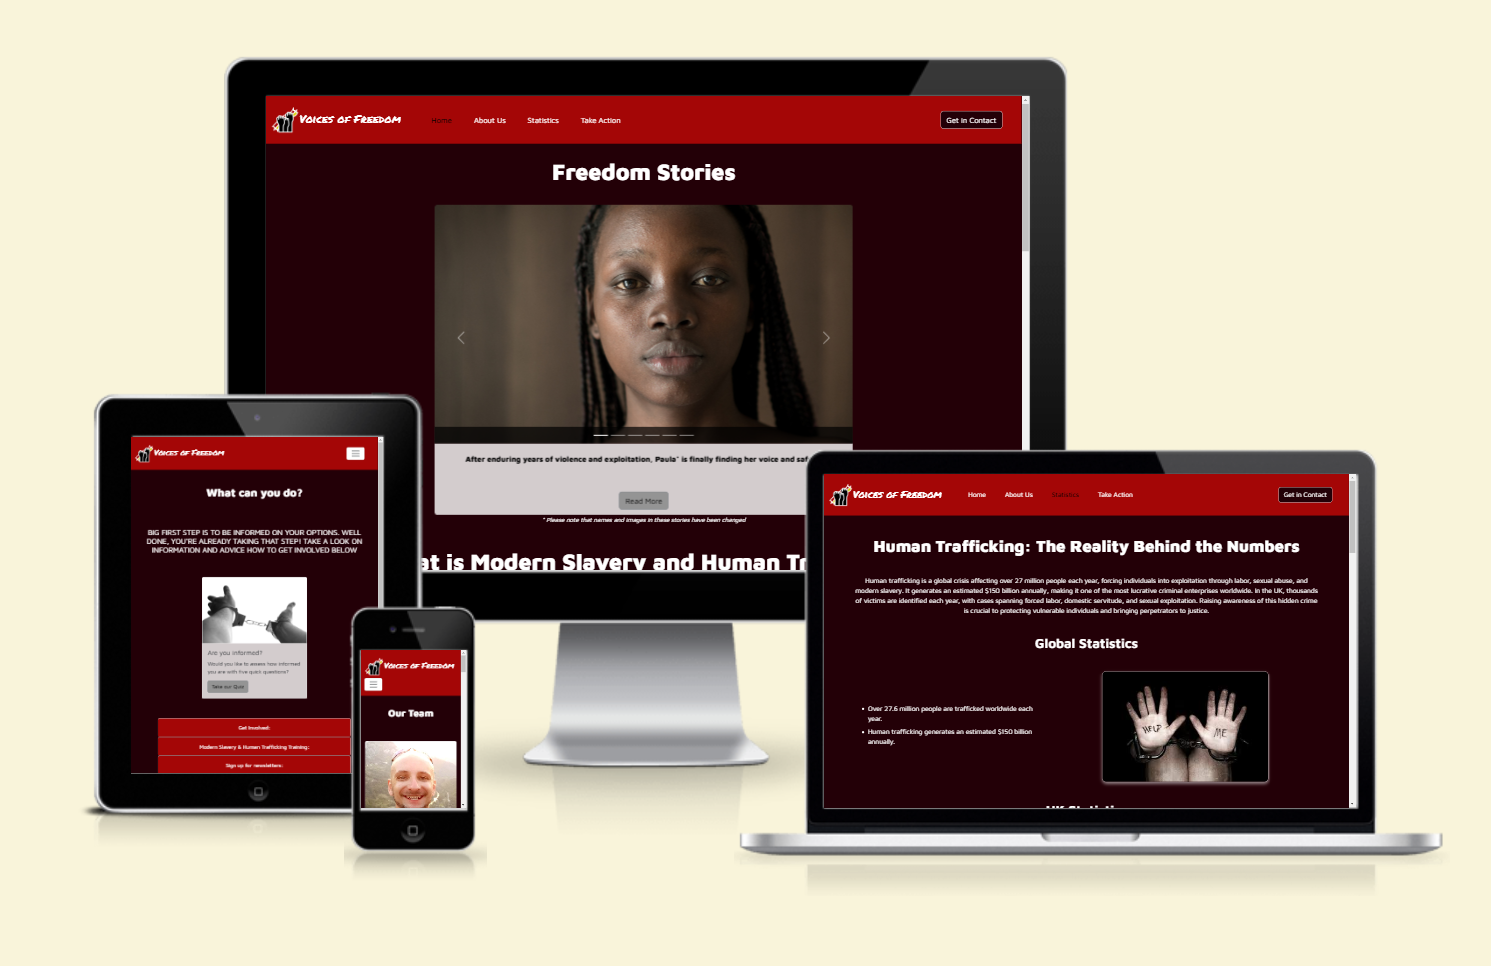 Voices of Freedom
Home
About Us
Statistics
Take Action
Get in Contact
Freedom Stories
After enduring years of violence and exploitation, Paula* is finally finding her voice and saf
Read More
* Please note that names and images in these stories have been changed
at is Modern Slavery and Human Tr
Voices of Freedom
What can you do?
BIG FIRST STEP IS TO BE INFORMED ON YOUR OPTIONS. WELL
DONE, YOU'RE ALREADY TAKING THAT STEP! TAKE A LOOK ON
INFORMATION AND ADVICE HOW TO GET INVOLVED BELOW
Are you informed?
Would you like to assess how informed
you are with five quick questions?
Take our Quiz
Get Involved:
Modern Slavery & Human Trafficking Training:
Sign up for newsletters:
Voices of Freedom
Our Team
Voices of Freedom
Home
About Us
Statistics
Take Action
Get in Contact
Human Trafficking: The Reality Behind the Numbers
Human trafficking is a global crisis affecting over 27 million people each year, forcing individuals into exploitation through labor, sexual abuse, and
modern slavery. It generates an estimated $150 billion annually, making it one of the most lucrative criminal enterprises worldwide. In the UK, thousands
of victims are identified each year, with cases spanning forced labor, domestic servitude, and sexual exploitation. Raising awareness of this hidden crime
is crucial to protecting vulnerable individuals and bringing perpetrators to justice.
Global Statistics
• Over 27.6 million people are trafficked worldwide each
year.
• Human trafficking generates an estimated $150 billion
annually.
HELP
ME